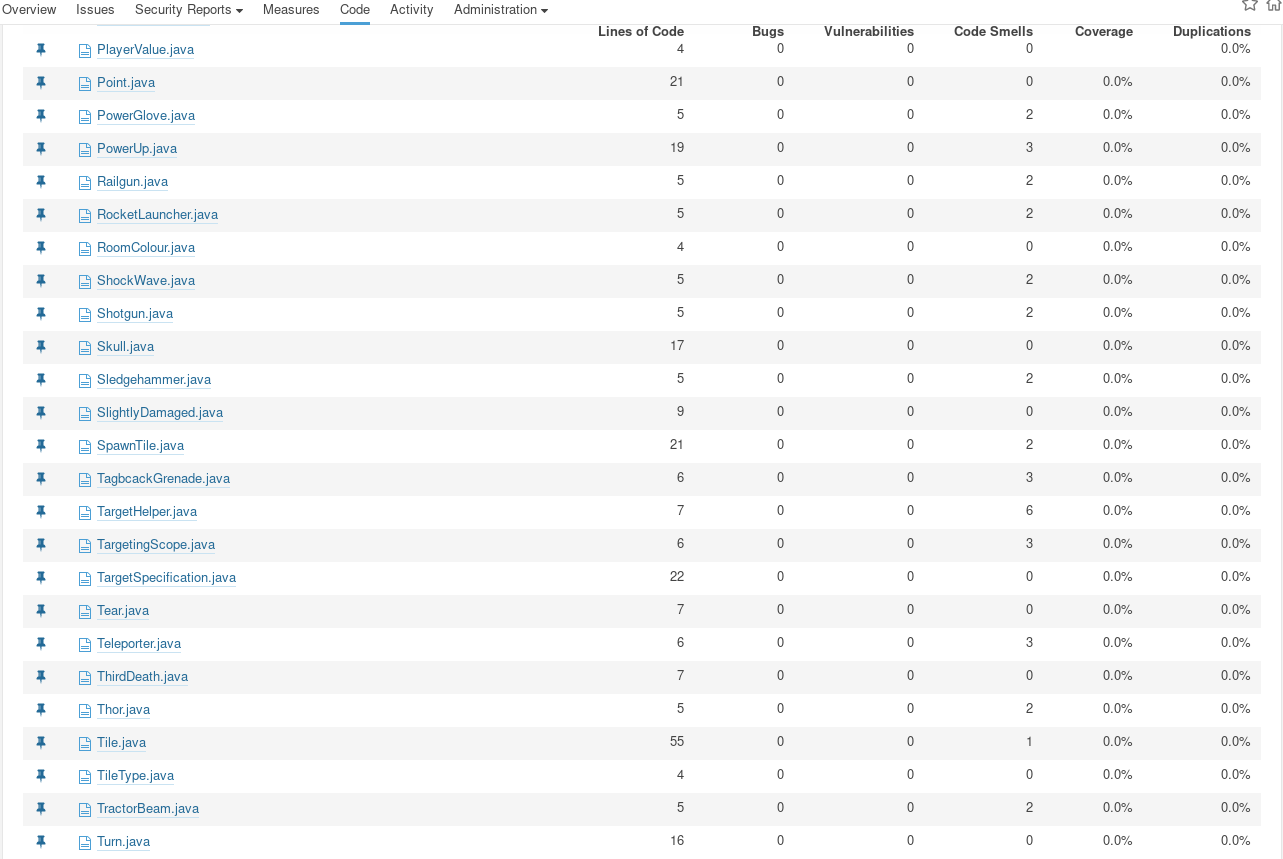 Overview Issues Security Reports Measures Code Activity Administration
Lines of Code Bugs Vulnerabilities Code Smells Coverage Duplications
PlayerValue.java 4 0 0 0 0.0%
Point.java 21 0 0 0 0.0% 0.0%
PowerGlove.java 5 0 0 2 0.0% 0.0%
PowerUp.java 19 0 0 3 0.0% 0.0%
Railgun.java 5 0 0 2 0.0% 0.0%
RocketLauncher.java 5 0 0 2 0.0% 0.0%
RoomColour.java 4 0 0 0 0.0% 0.0%
ShockWave.java 5 0 0 2 0.0% 0.0%
Shotgun.java 5 0 0 2 0.0% 0.0%
Skull.java 17 0 0 0 0.0% 0.0%
Sledgehammer.java 5 0 0 2 0.0% 0.0%
SlightlyDamaged.java 9 0 0 0 0.0% 0.0%
SpawnTile.java 21 0 0 2 0.0% 0.0%
TagbcackGrenade.java 6 0 0 3 0.0% 0.0%
TargetHelper.java 7 0 0 6 0.0% 0.0%
TargetingScope.java 6 0 0 3 0.0% 0.0%
TargetSpecification.java 22 0 0 0 0.0% 0.0%
Tear.java 7 0 0 0 0.0% 0.0%
Teleporter.java 6 0 0 3 0.0% 0.0%
ThirdDeath.java 7 0 0 0 0.0% 0.0%
Thor.java 5 0 0 2 0.0% 0.0%
Tile.java 55 0 0 1 0.0% 0.0%
TileType.java 4 0 0 0 0.0% 0.0%
TractorBeam.java 5 0 0 2 0.0% 0.0%
Turn.java 16 0 0 0 0.0% 0.0%